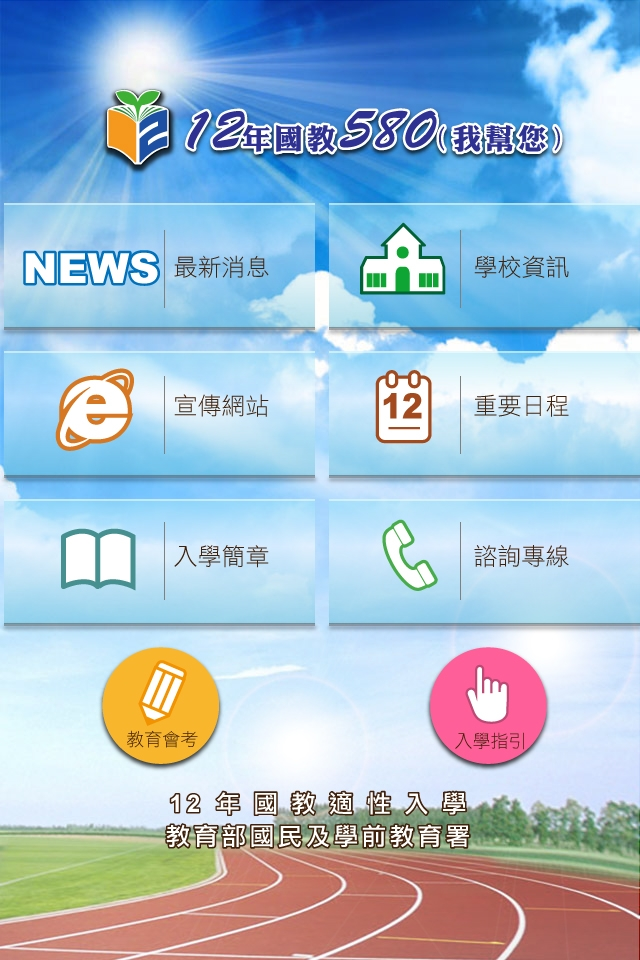 12年國教580(我幫您)
NEWS 最新消息
學校資訊
宣傳網站
12 重要日程
入學簡章
諮詢專線
教育會考
入學指引
12年國教適性入學
教育部國民及學前教育署